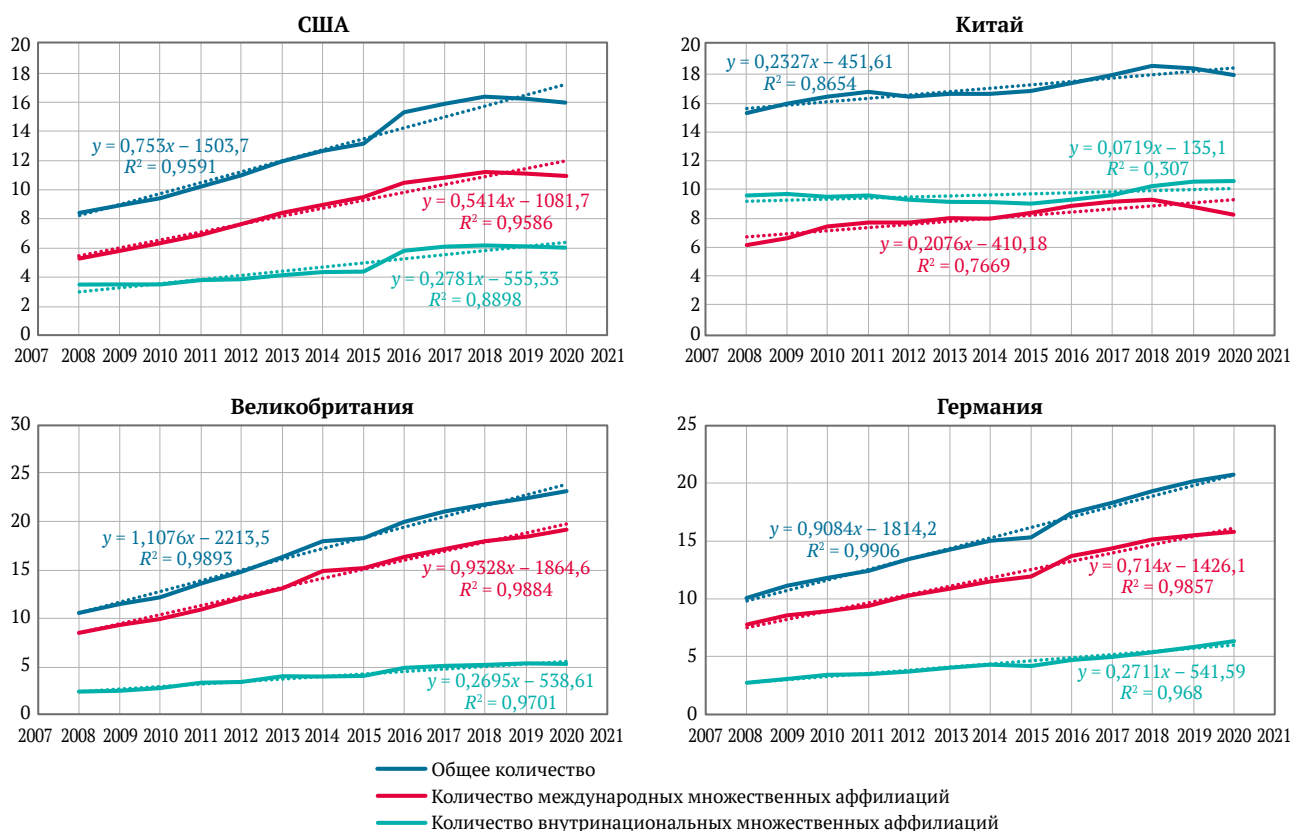 США
20
18
16
14
12
10
8
6
4
2
0
y = 0,753x – 1503,7
R² = 0,9591
y = 0,5414x – 1081,7
R² = 0,9586
y = 0,2781x – 555,33
R² = 0,8898
2007 2008 2009 2010 2011 2012 2013 2014 2015 2016 2017 2018 2019 2020 2021
Китай
20
18
16
14
12
10
8
6
4
2
0
y = 0,2327x – 451,61
R² = 0,8654
y = 0,0719x – 135,1
R² = 0,307
y = 0,2076x – 410,18
R² = 0,7669
2007 2008 2009 2010 2011 2012 2013 2014 2015 2016 2017 2018 2019 2020 2021
Великобритания
30
25
20
15
10
5
0
y = 1,1076x – 2213,5
R² = 0,9893
y = 0,9328x – 1864,6
R² = 0,9884
y = 0,2695x – 538,61
R² = 0,9701
2007 2008 2009 2010 2011 2012 2013 2014 2015 2016 2017 2018 2019 2020 2021
Германия
25
20
15
10
5
0
y = 0,9084x – 1814,2
R² = 0,9906
y = 0,714x – 1426,1
R² = 0,9857
y = 0,2711x – 541,59
R² = 0,968
2007 2008 2009 2010 2011 2012 2013 2014 2015 2016 2017 2018 2019 2020 2021
Общее количество
Количество международных множественных аффилиаций
Количество внутринациональных множественных аффилиаций